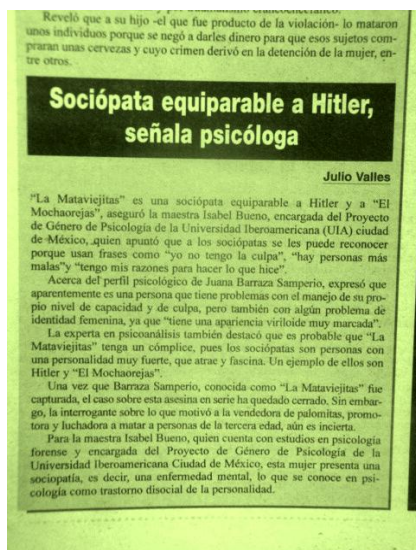 craneoencefálico.
Reveló que a su hijo -el que fue producto de la violación- lo mataron
unos individuos porque se negó a darles dinero para que esos sujetos com-
praran unas cervezas y cuyo crimen derivó en la detención de la mujer, en-
tre otros.
Sociópata equiparable a Hitler,
señala psicóloga
Julio Valles
"La Mataviejitas" es una sociópata equiparable a Hitler y a "El
Mochaorejas", aseguró la maestra Isabel Bueno, encargada del Proyecto
de Género de Psicología de la Universidad Iberoamericana (UIA) ciudad
de México, quien apuntó que a los sociópatas se les puede reconocer
porque usan frases como "yo no tengo la culpa", "hay personas más
malas" y "tengo mis razones para hacer lo que hice".
Acerca del perfil psicológico de Juana Barraza Samperio, expresó que
aparentemente es una persona que tiene problemas con el manejo de su pro-
pio nivel de capacidad y de culpa, pero también con algún problema de
identidad femenina, ya que "tiene una apariencia viriloide muy marcada".
La experta en psicoanálisis también destacó que es probable que "La
Mataviejitas" tenga un cómplice, pues los sociópatas son personas con
una personalidad muy fuerte, que atrae y fascina. Un ejemplo de ellos son
Hitler y "El Mochaorejas".
Una vez que Barraza Samperio, conocida como "La Mataviejitas" fue
capturada, el caso sobre esta asesina en serie ha quedado cerrado. Sin embar-
go, la interrogante sobre lo que motivó a la vendedora de palomitas, promo-
tora y luchadora a matar a personas de la tercera edad, aún es incierta.
Para la maestra Isabel Bueno, quien cuenta con estudios en psicología
forense y encargada del Proyecto de Género de Psicología de la
Universidad Iberoamericana Ciudad de México, esta mujer presenta una
sociopatía, es decir, una enfermedad mental, lo que se conoce en psi-
cología como trastorno disocial de la personalidad.